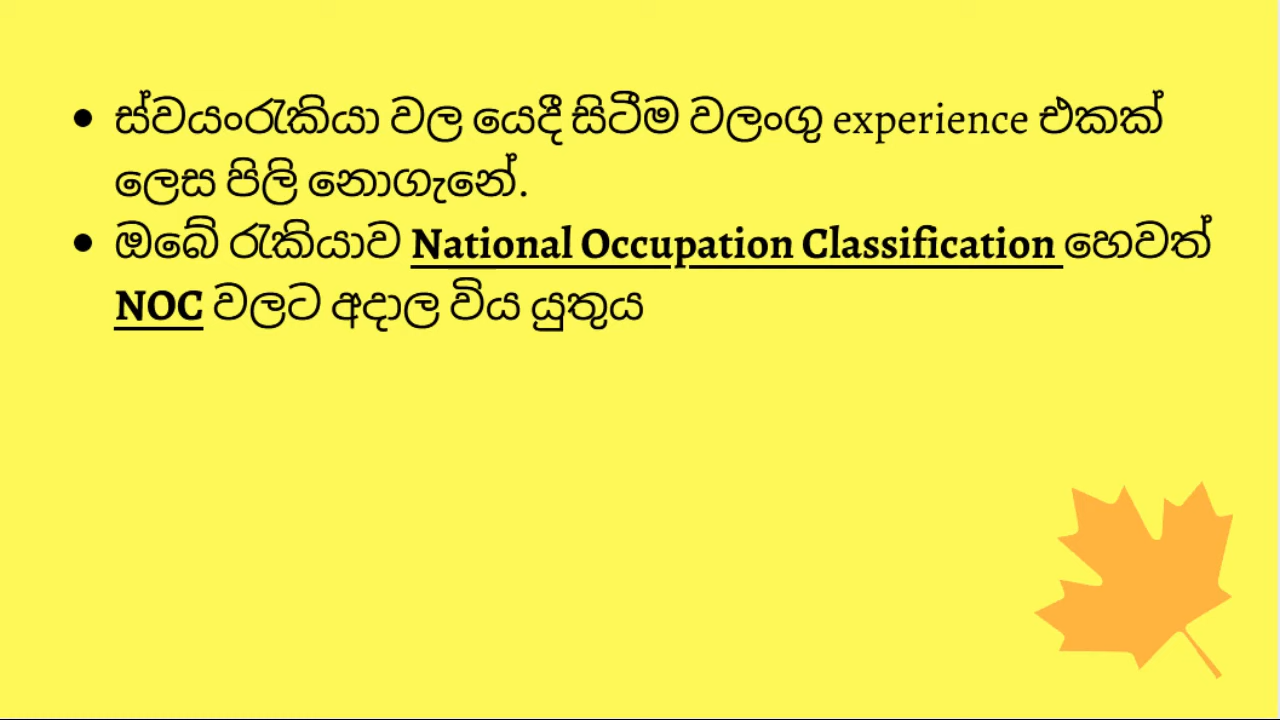 • ස්වයංරැකියා වල යෙදී සිටීම වලංගු experience එකක්
ලෙස පිලි නොගැනේ.
• ඔබේ රැකියාව National Occupation Classification හෙවත්
NOC වලට අදාල විය යුතුය